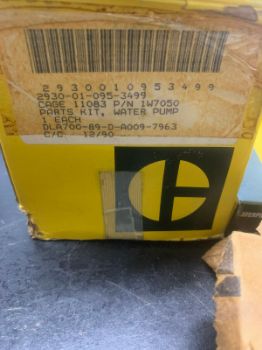 2930010953499
2930-01-095-3499
CAGE 11083 P/N 1W7050
PARTS KIT, WATER PUMP
1 EACH
DLA700-89-D-A009-7963
C/C. 12/90